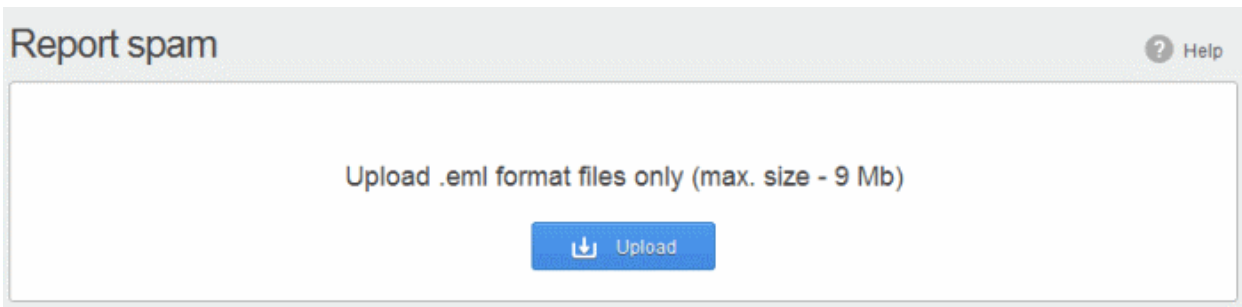 Report spam
Help
Upload .eml format files only (max. size - 9 Mb)
Upload